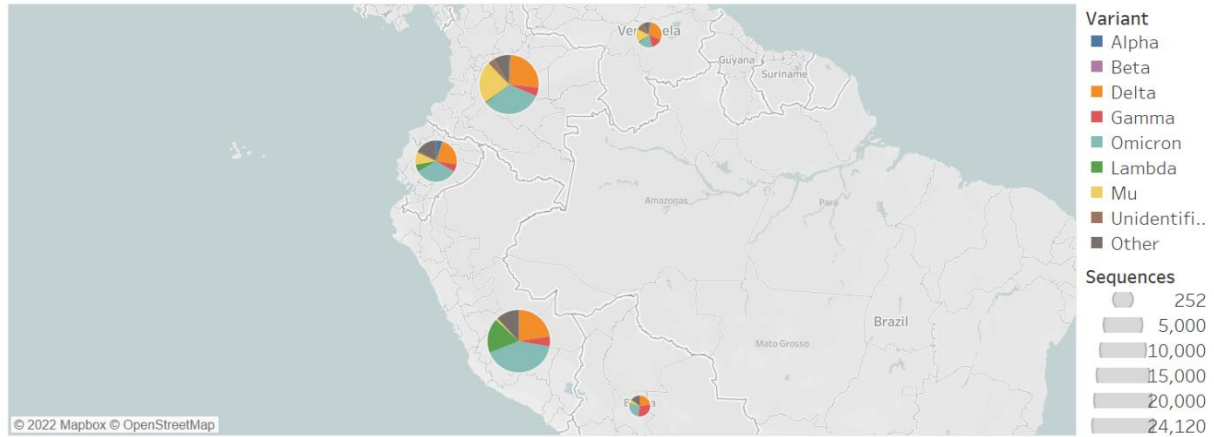 Variant
Alpha
Beta
Delta
Gamma
Omicron
Lambda
Mu
Unidentifi..
Other
Sequences
252
5,000
10,000
15,000
20,000
24,120
Guyana
Suriname
Amazonas
Pará
Brazil
Mato Grosso
© 2022 Mapbox © OpenStreetMap